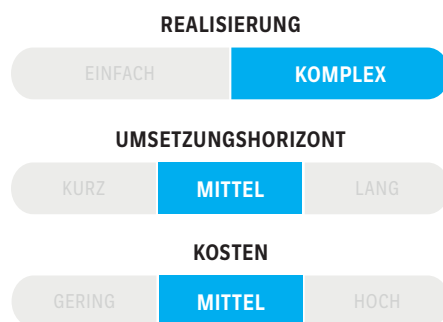 REALISIERUNG
EINFACH KOMPLEX
UMSETZUNGSHORIZONT
KURZ MITTEL LANG
KOSTEN
GERING MITTEL HOCH